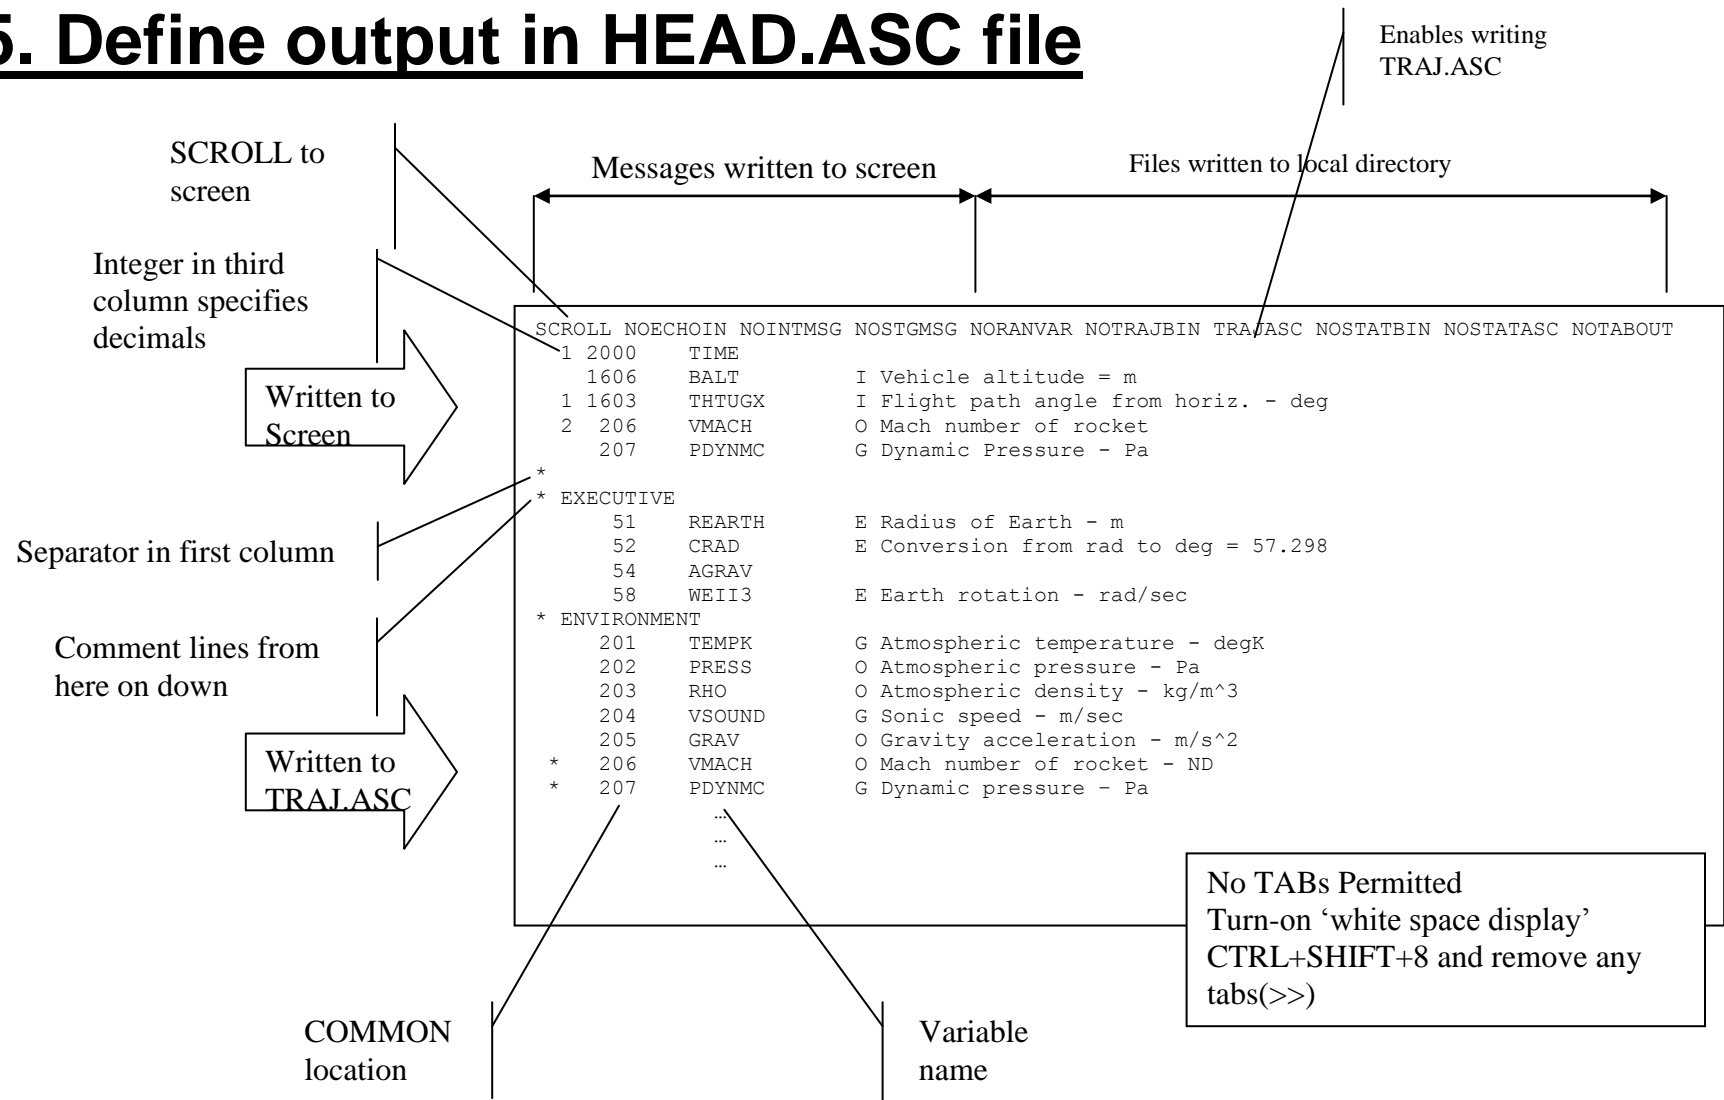 5. Define output in HEAD.ASC file
Enables writing
TRAJ.ASC
SCROLL to
screen
Messages written to screen
Files written to local directory
Integer in third
column specifies
decimals
Written to
Screen
Separator in first column
Comment lines from
here on down
Written to
TRAJ.ASC
SCROLL NOECHOIN NOINTMSG NOSTGMSG NORANVAR NOTRAJBIN TRAJASC NOSTATBIN NOSTATASC NOTABOUT
1 2000 TIME
1606 BALT I Vehicle altitude = m
1 1603 THTUGX I Flight path angle from horiz. - deg
2 206 VMACH O Mach number of rocket
207 PDYNMC G Dynamic Pressure - Pa
*
* EXECUTIVE
51 REARTH E Radius of Earth - m
52 CRAD E Conversion from rad to deg = 57.298
54 AGRAV
58 WEII3 E Earth rotation - rad/sec
* ENVIRONMENT
201 TEMPK G Atmospheric temperature - degK
202 PRESS O Atmospheric pressure - Pa
203 RHO O Atmospheric density - kg/m^3
204 VSOUND G Sonic speed - m/sec
205 GRAV O Gravity acceleration - m/s^2
* 206 VMACH O Mach number of rocket - ND
* 207 PDYNMC G Dynamic pressure – Pa
…
…
…
No TABs Permitted
Turn-on ‘white space display’
CTRL+SHIFT+8 and remove any
tabs(>>)
COMMON
location
Variable
name